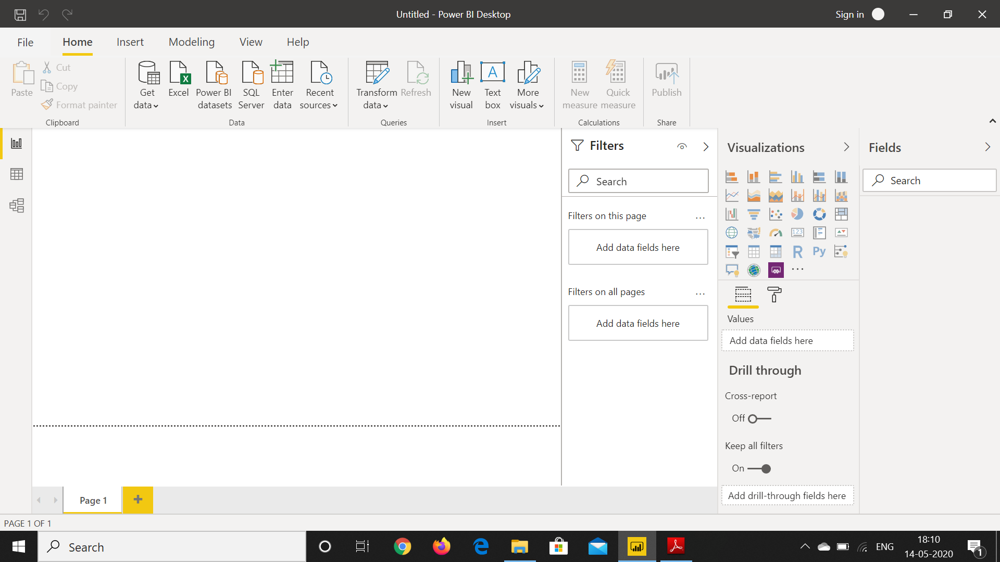 Untitled - Power BI Desktop
Sign in
File
Home
Insert
Modeling
View
Help
Paste
Cut
Copy
Format painter
Clipboard
Get
data
Excel
Power BI
datasets
SQL
Server
Enter
data
Recent
sources
Data
Transform
data
Refresh
Queries
New
visual
A
Text
box
More
visuals
Insert
New
measure
Quick
measure
Calculations
Publish
Share
Filters
Search
Filters on this page
...
Add data fields here
Filters on all pages
...
Add data fields here
Visualizations
123
R
Py
...
Values
Add data fields here
Drill through
Cross-report
Off
Keep all filters
On
Add drill-through fields here
Fields
Search
Page 1
+
PAGE 1 OF 1
Search
ENG
18:10
14-05-2020
1